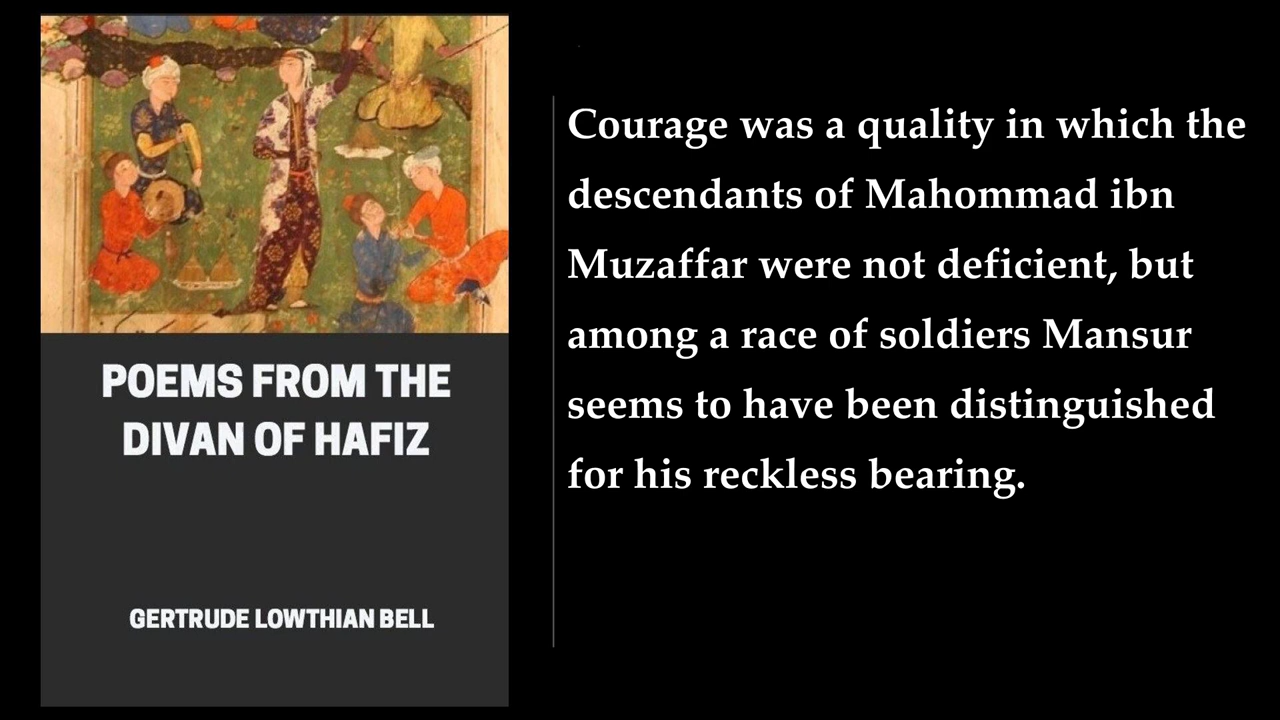 POEMS FROM THE
DIVAN OF HAFIZ
GERTRUDE LOWTHIAN BELL
Courage was a quality in which the
descendants of Mahommad ibn
Muzaffar were not deficient, but
among a race of soldiers Mansur
seems to have been distinguished
for his reckless bearing.